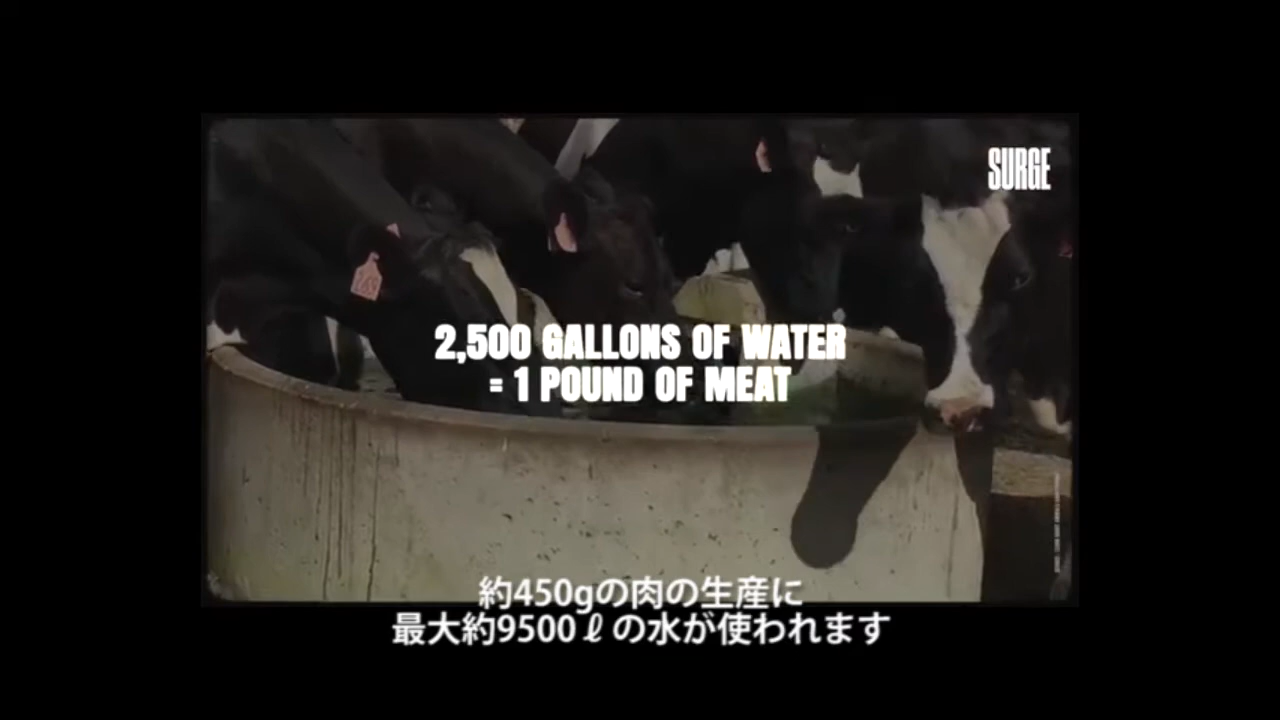 SURGE
169
2,500 GALLONS OF WATER
= 1 POUND OF MEAT
約450gの肉の生産に
最大約9500ℓの水が使われます